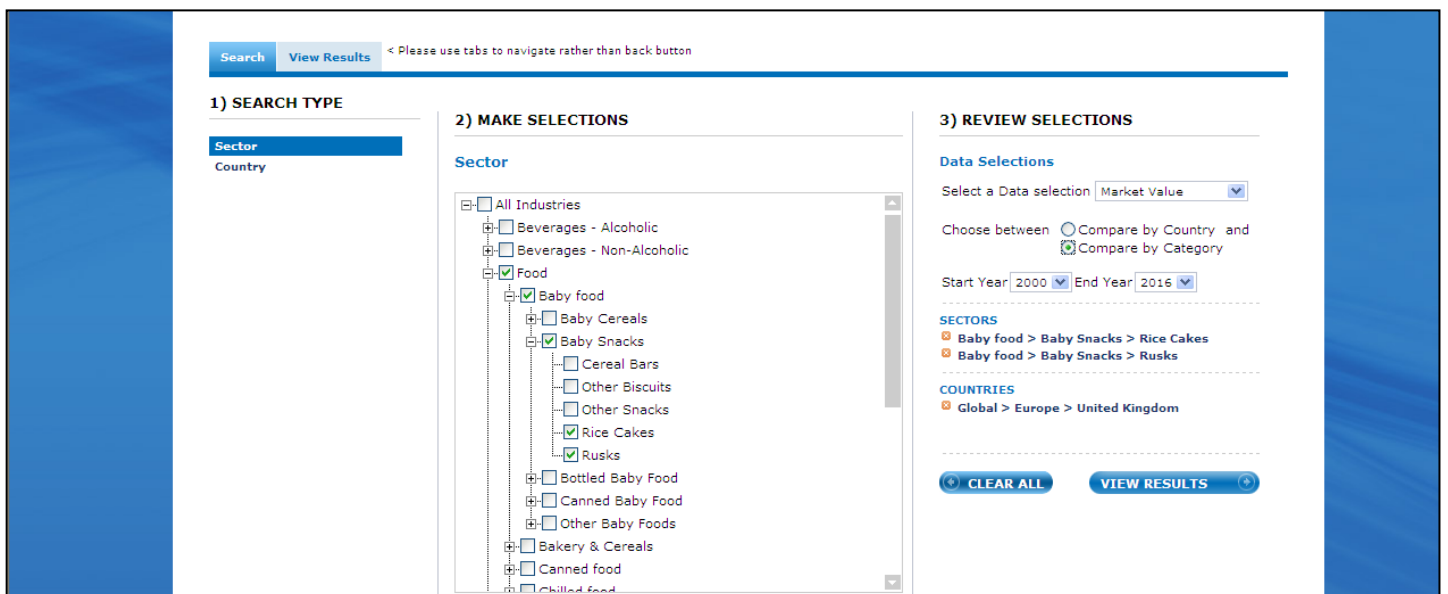 Search View Results < Please use tabs to navigate rather than back button
1) SEARCH TYPE
Sector
Country
2) MAKE SELECTIONS
Sector
All Industries
Beverages - Alcoholic
Beverages - Non-Alcoholic
Food
Baby food
Baby Cereals
Baby Snacks
Cereal Bars
Other Biscuits
Other Snacks
Rice Cakes
Rusks
Bottled Baby Food
Canned Baby Food
Other Baby Foods
Bakery & Cereals
Canned food
Chilled food
3) REVIEW SELECTIONS
Data Selections
Select a Data selection Market Value
Choose between Compare by Country and
Compare by Category
Start Year 2000 End Year 2016
SECTORS
Baby food > Baby Snacks > Rice Cakes
Baby food > Baby Snacks > Rusks
COUNTRIES
Global > Europe > United Kingdom
CLEAR ALL VIEW RESULTS